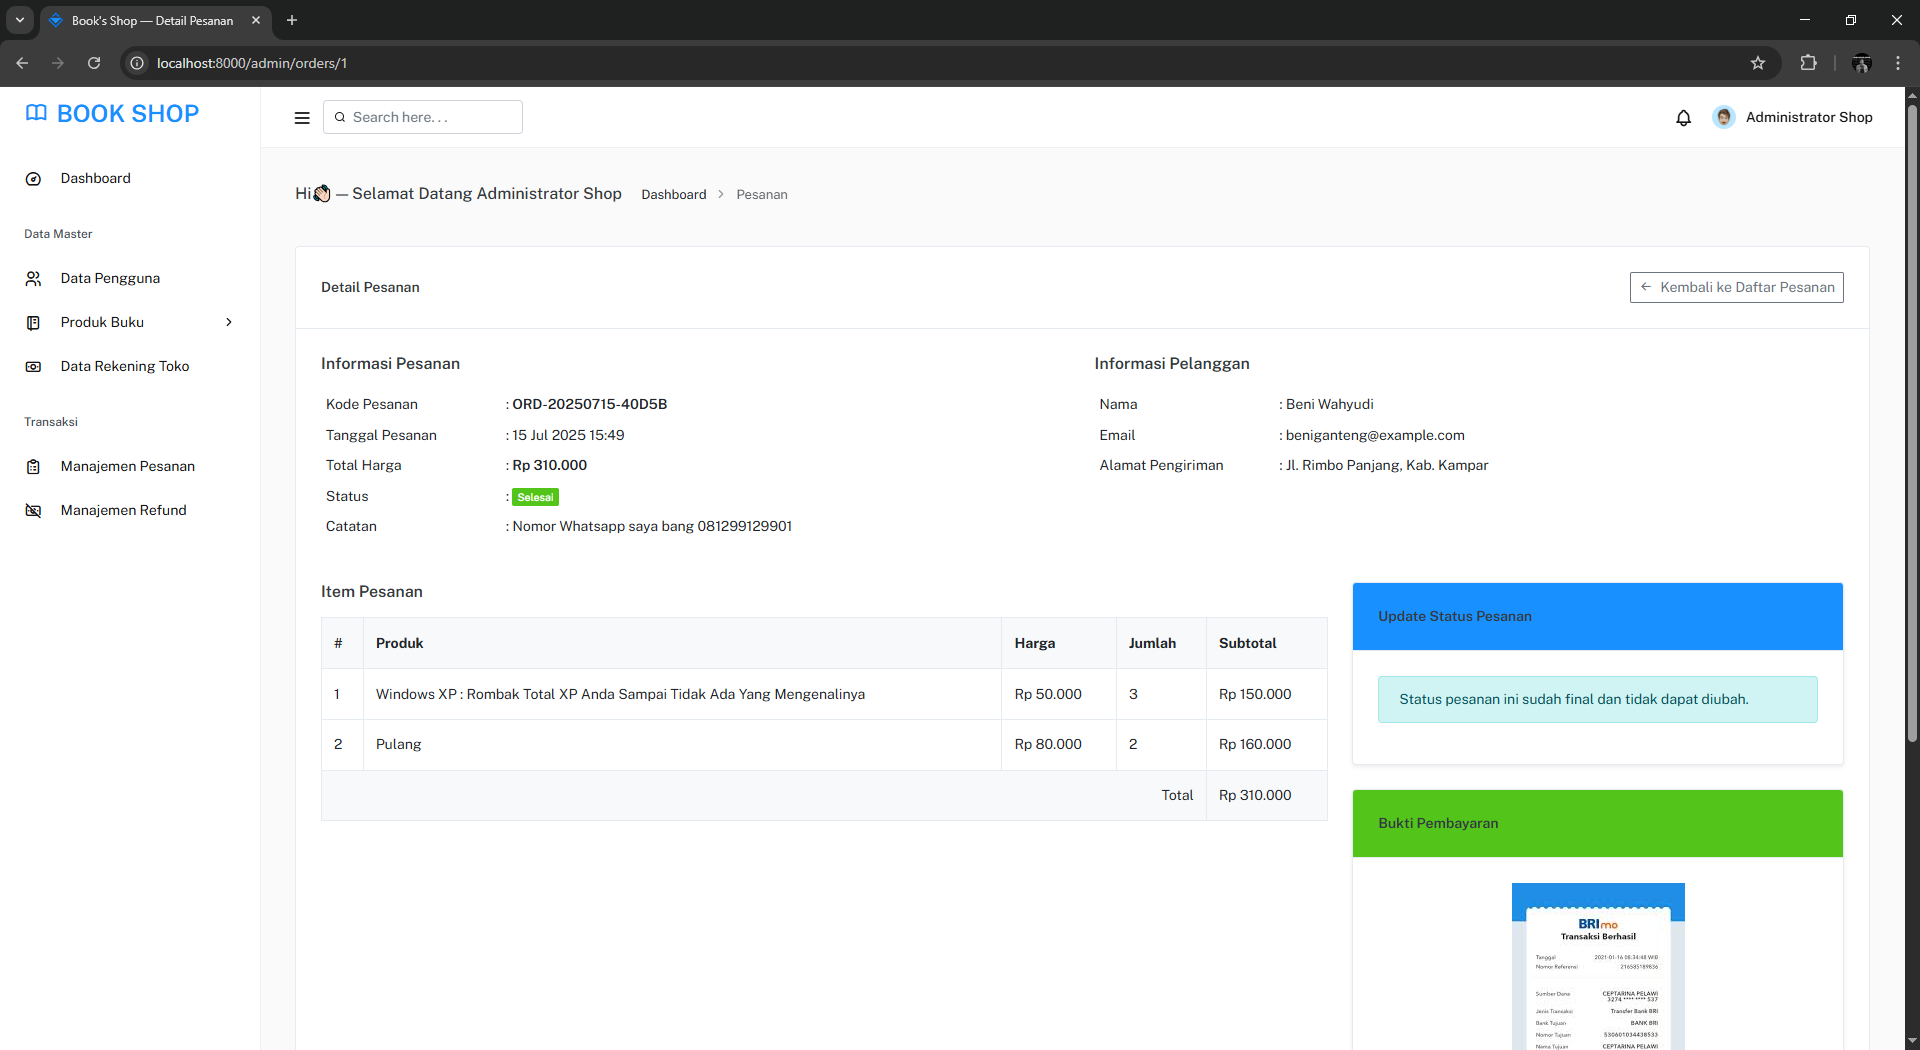 Book's Shop — Detail Pesanan
localhost:8000/admin/orders/1
BOOK SHOP
Search here. . .
Administrator Shop
Dashboard
Data Master
Data Pengguna
Produk Buku
Data Rekening Toko
Transaksi
Manajemen Pesanan
Manajemen Refund
Hi👋🏻 — Selamat Datang Administrator Shop
Dashboard > Pesanan
Detail Pesanan
← Kembali ke Daftar Pesanan
Informasi Pesanan
Kode Pesanan : ORD-20250715-40D5B
Tanggal Pesanan : 15 Jul 2025 15:49
Total Harga : Rp 310.000
Status : Selesai
Catatan : Nomor Whatsapp saya bang 081299129901
Informasi Pelanggan
Nama : Beni Wahyudi
Email : beniganteng@example.com
Alamat Pengiriman : Jl. Rimbo Panjang, Kab. Kampar
Item Pesanan
# Produk Harga Jumlah Subtotal
1 Windows XP : Rombak Total XP Anda Sampai Tidak Ada Yang Mengenalinya Rp 50.000 3 Rp 150.000
2 Pulang Rp 80.000 2 Rp 160.000
Total Rp 310.000
Update Status Pesanan
Status pesanan ini sudah final dan tidak dapat diubah.
Bukti Pembayaran
BRImo
Transaksi Berhasil
Tanggal 2021-01-16 08:34:48 WIB
Nomor Referensi 216585189836
Sumber Dana CEPTARINA PELAWI
3274 **** **** 537
Jenis Transaksi Transfer Bank BRI
Bank Tujuan BANK BRI
Nomor Tujuan 530601034438533
Nama Tujuan CEPTARINA PELAWI